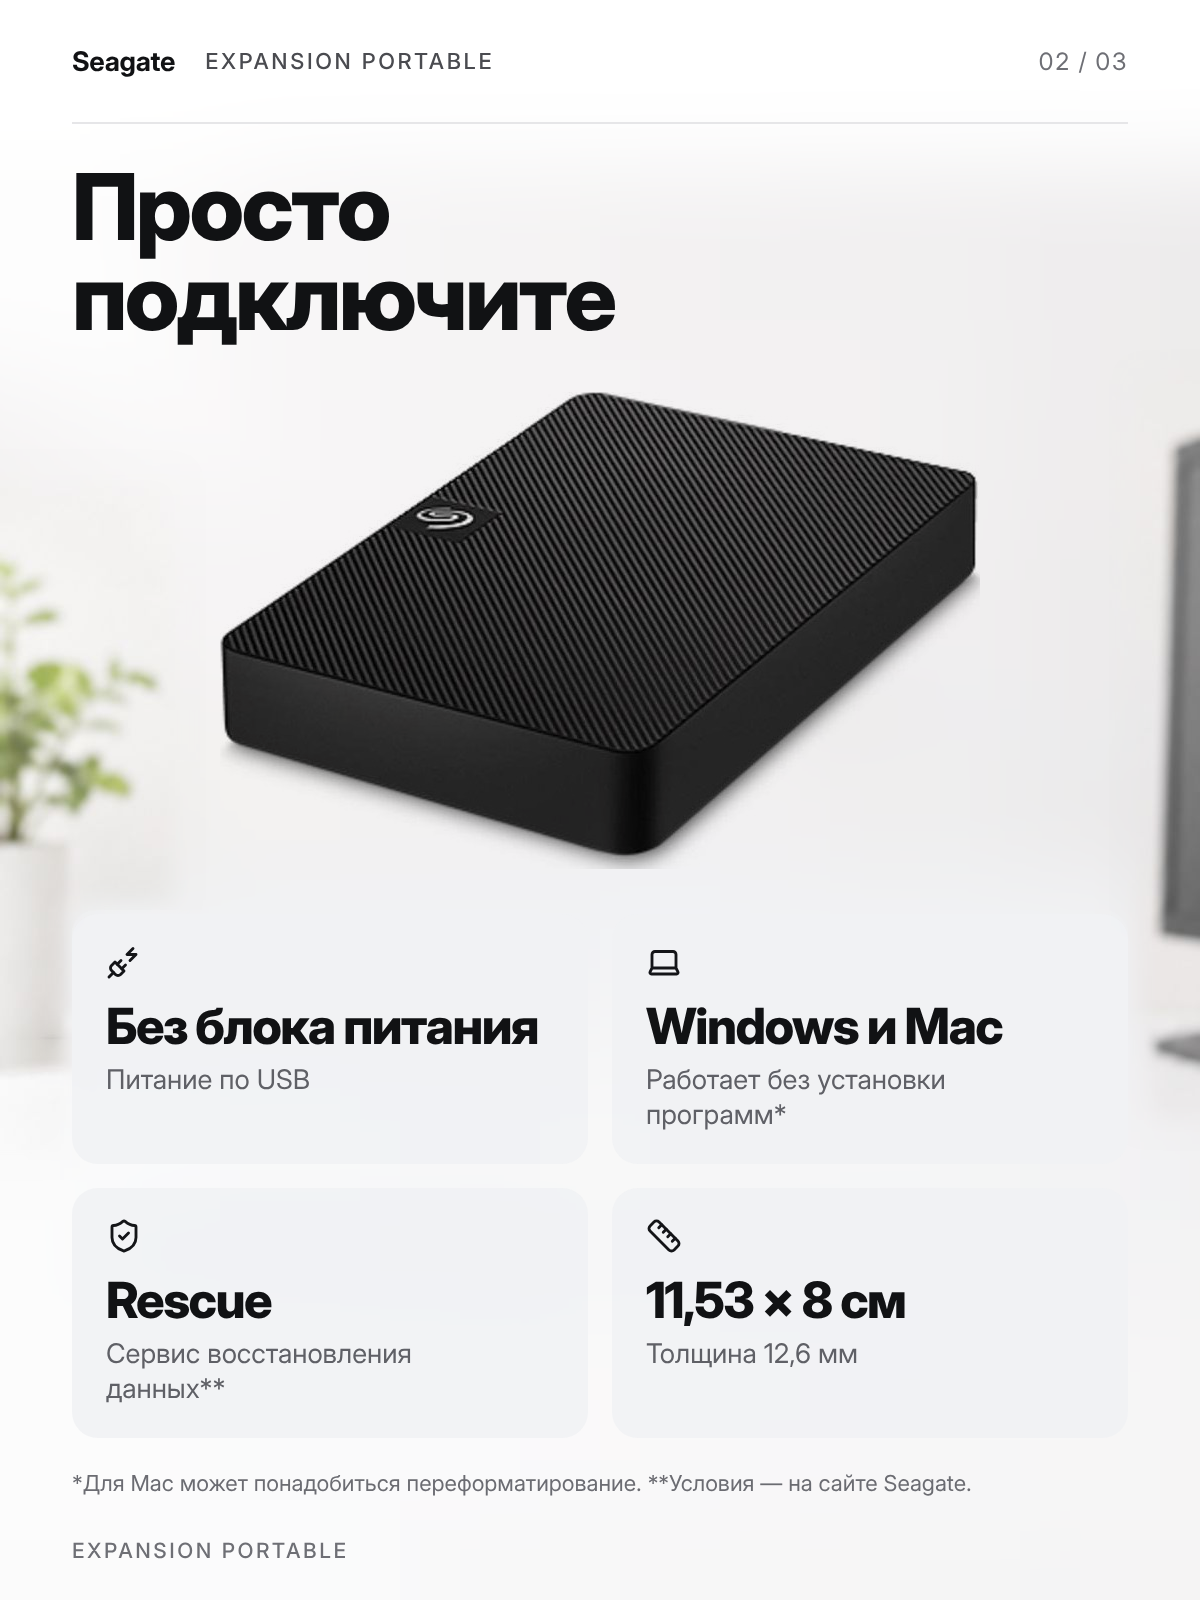 Seagate EXPANSION PORTABLE 02 / 03
Просто
подключите
Без блока питания
Питание по USB
Windows и Mac
Работает без установки
программ*
Rescue
Сервис восстановления
данных**
11,53 × 8 см
Толщина 12,6 мм
*Для Mac может понадобиться переформатирование. **Условия — на сайте Seagate.
EXPANSION PORTABLE